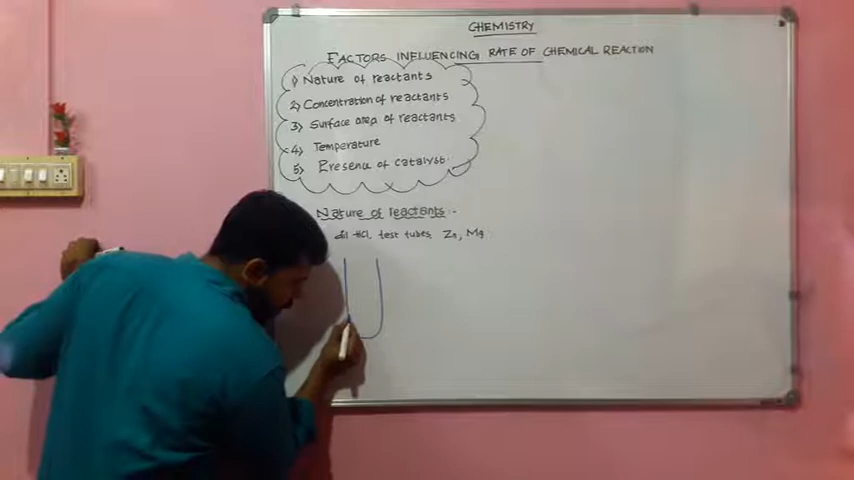 CHEMISTRY
FACTORS INFLUENCING RATE OF CHEMICAL REACTION
1) Nature of reactants
2) Concentration of reactants
3) Surface area of reactants
4) Temperature
5) Presence of catalyst.
Nature of reactants :-
dil HCl, test tubes, Zn, Mg